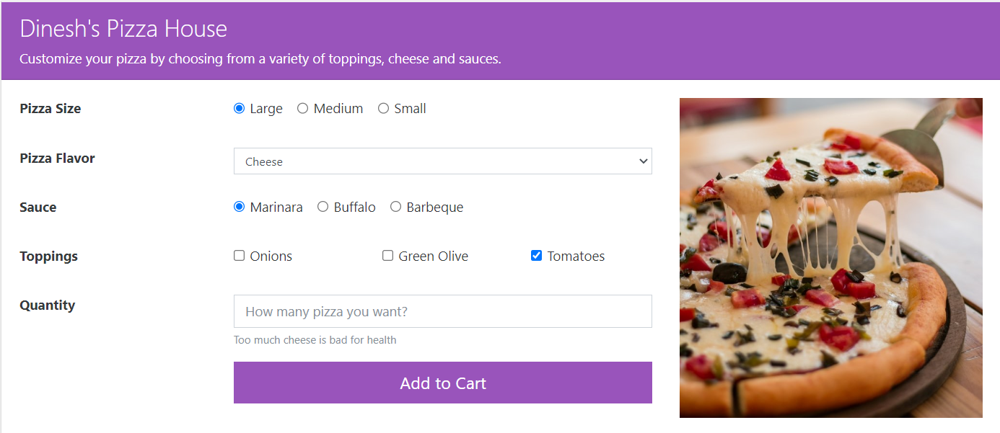 Dinesh's Pizza House
Customize your pizza by choosing from a variety of toppings, cheese and sauces.
Pizza Size Large Medium Small
Pizza Flavor Cheese
Sauce Marinara Buffalo Barbeque
Toppings Onions Green Olive Tomatoes
Quantity How many pizza you want?
Too much cheese is bad for health
Add to Cart